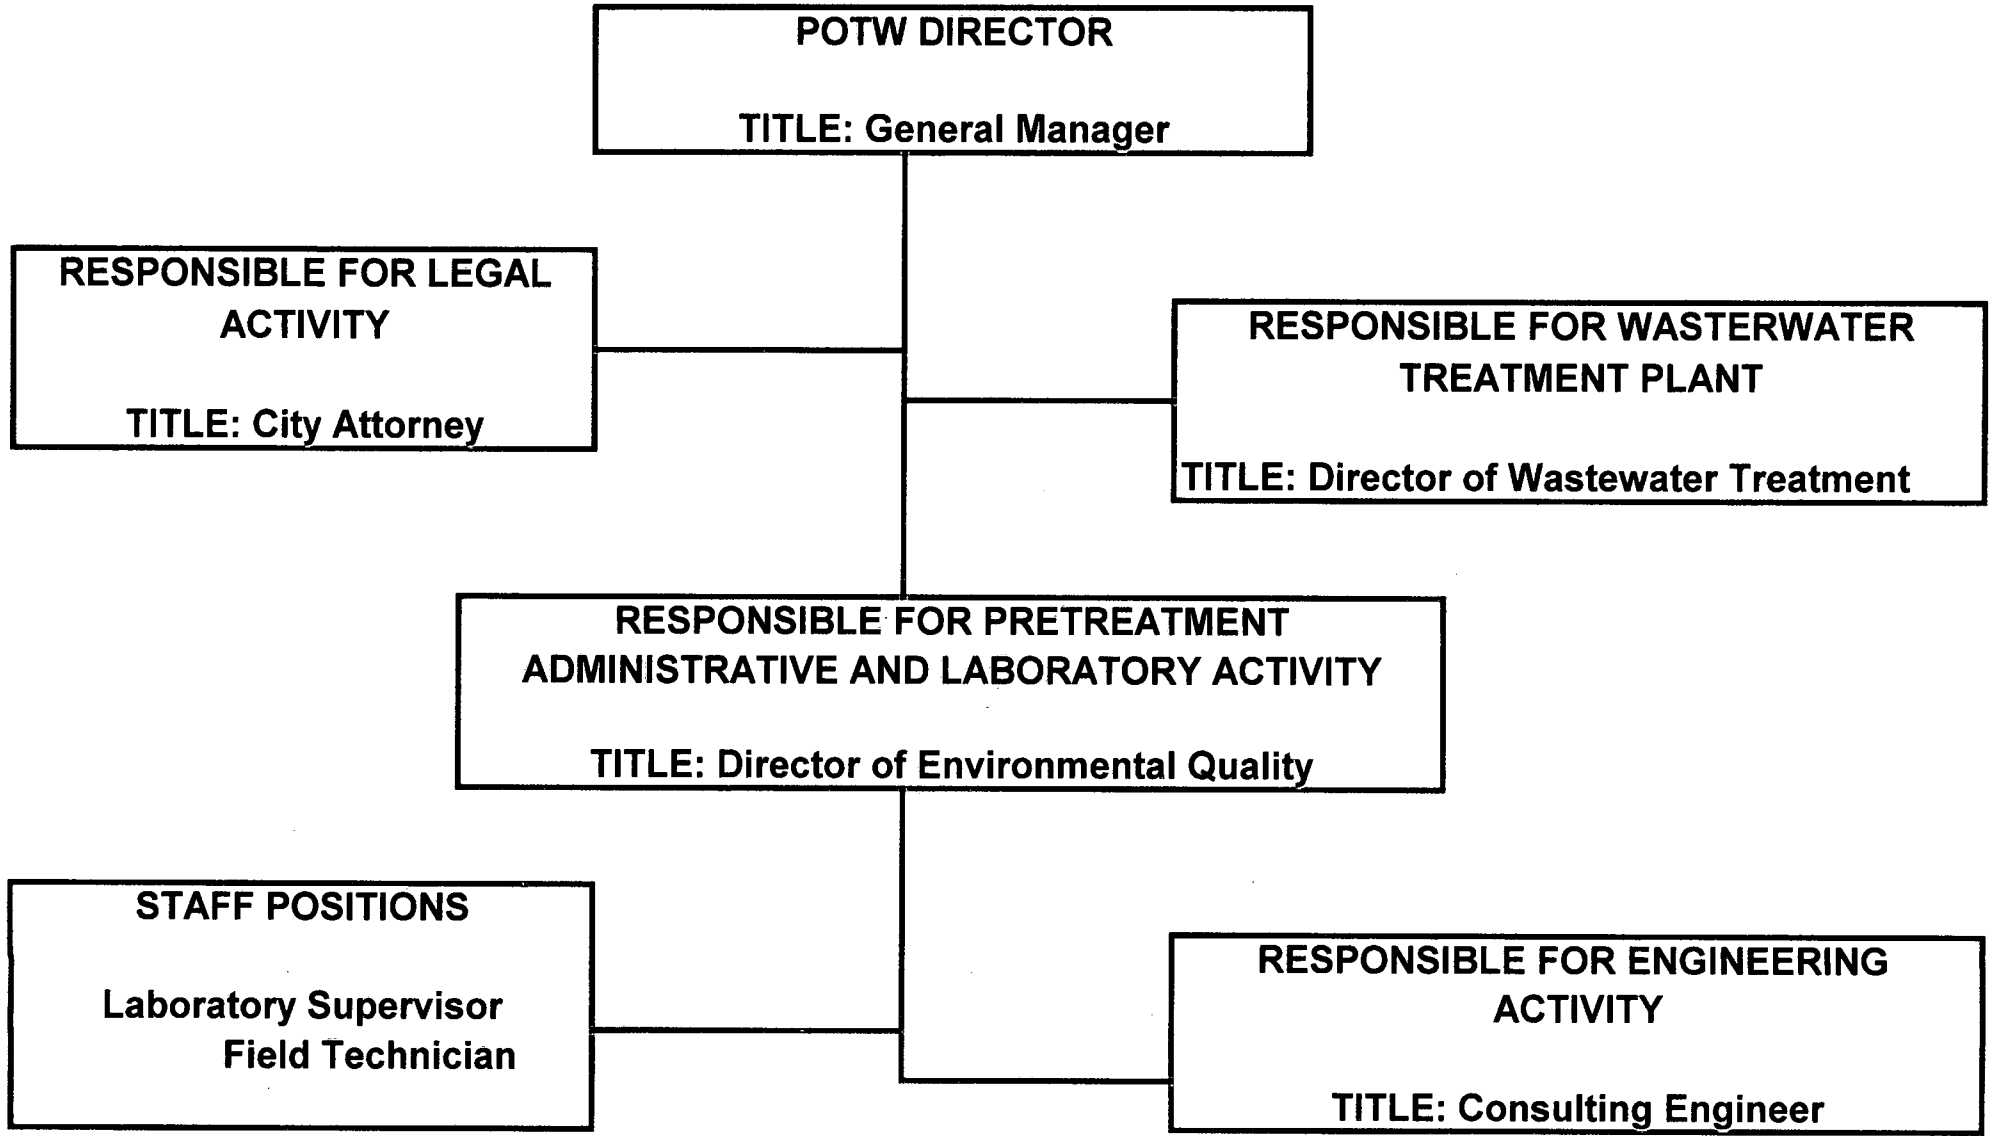 POTW DIRECTOR
TITLE: General Manager
RESPONSIBLE FOR LEGAL
ACTIVITY
TITLE: City Attorney
RESPONSIBLE FOR WASTERWATER
TREATMENT PLANT
TITLE: Director of Wastewater Treatment
RESPONSIBLE FOR PRETREATMENT
ADMINISTRATIVE AND LABORATORY ACTIVITY
TITLE: Director of Environmental Quality
STAFF POSITIONS
Laboratory Supervisor
Field Technician
RESPONSIBLE FOR ENGINEERING
ACTIVITY
TITLE: Consulting Engineer